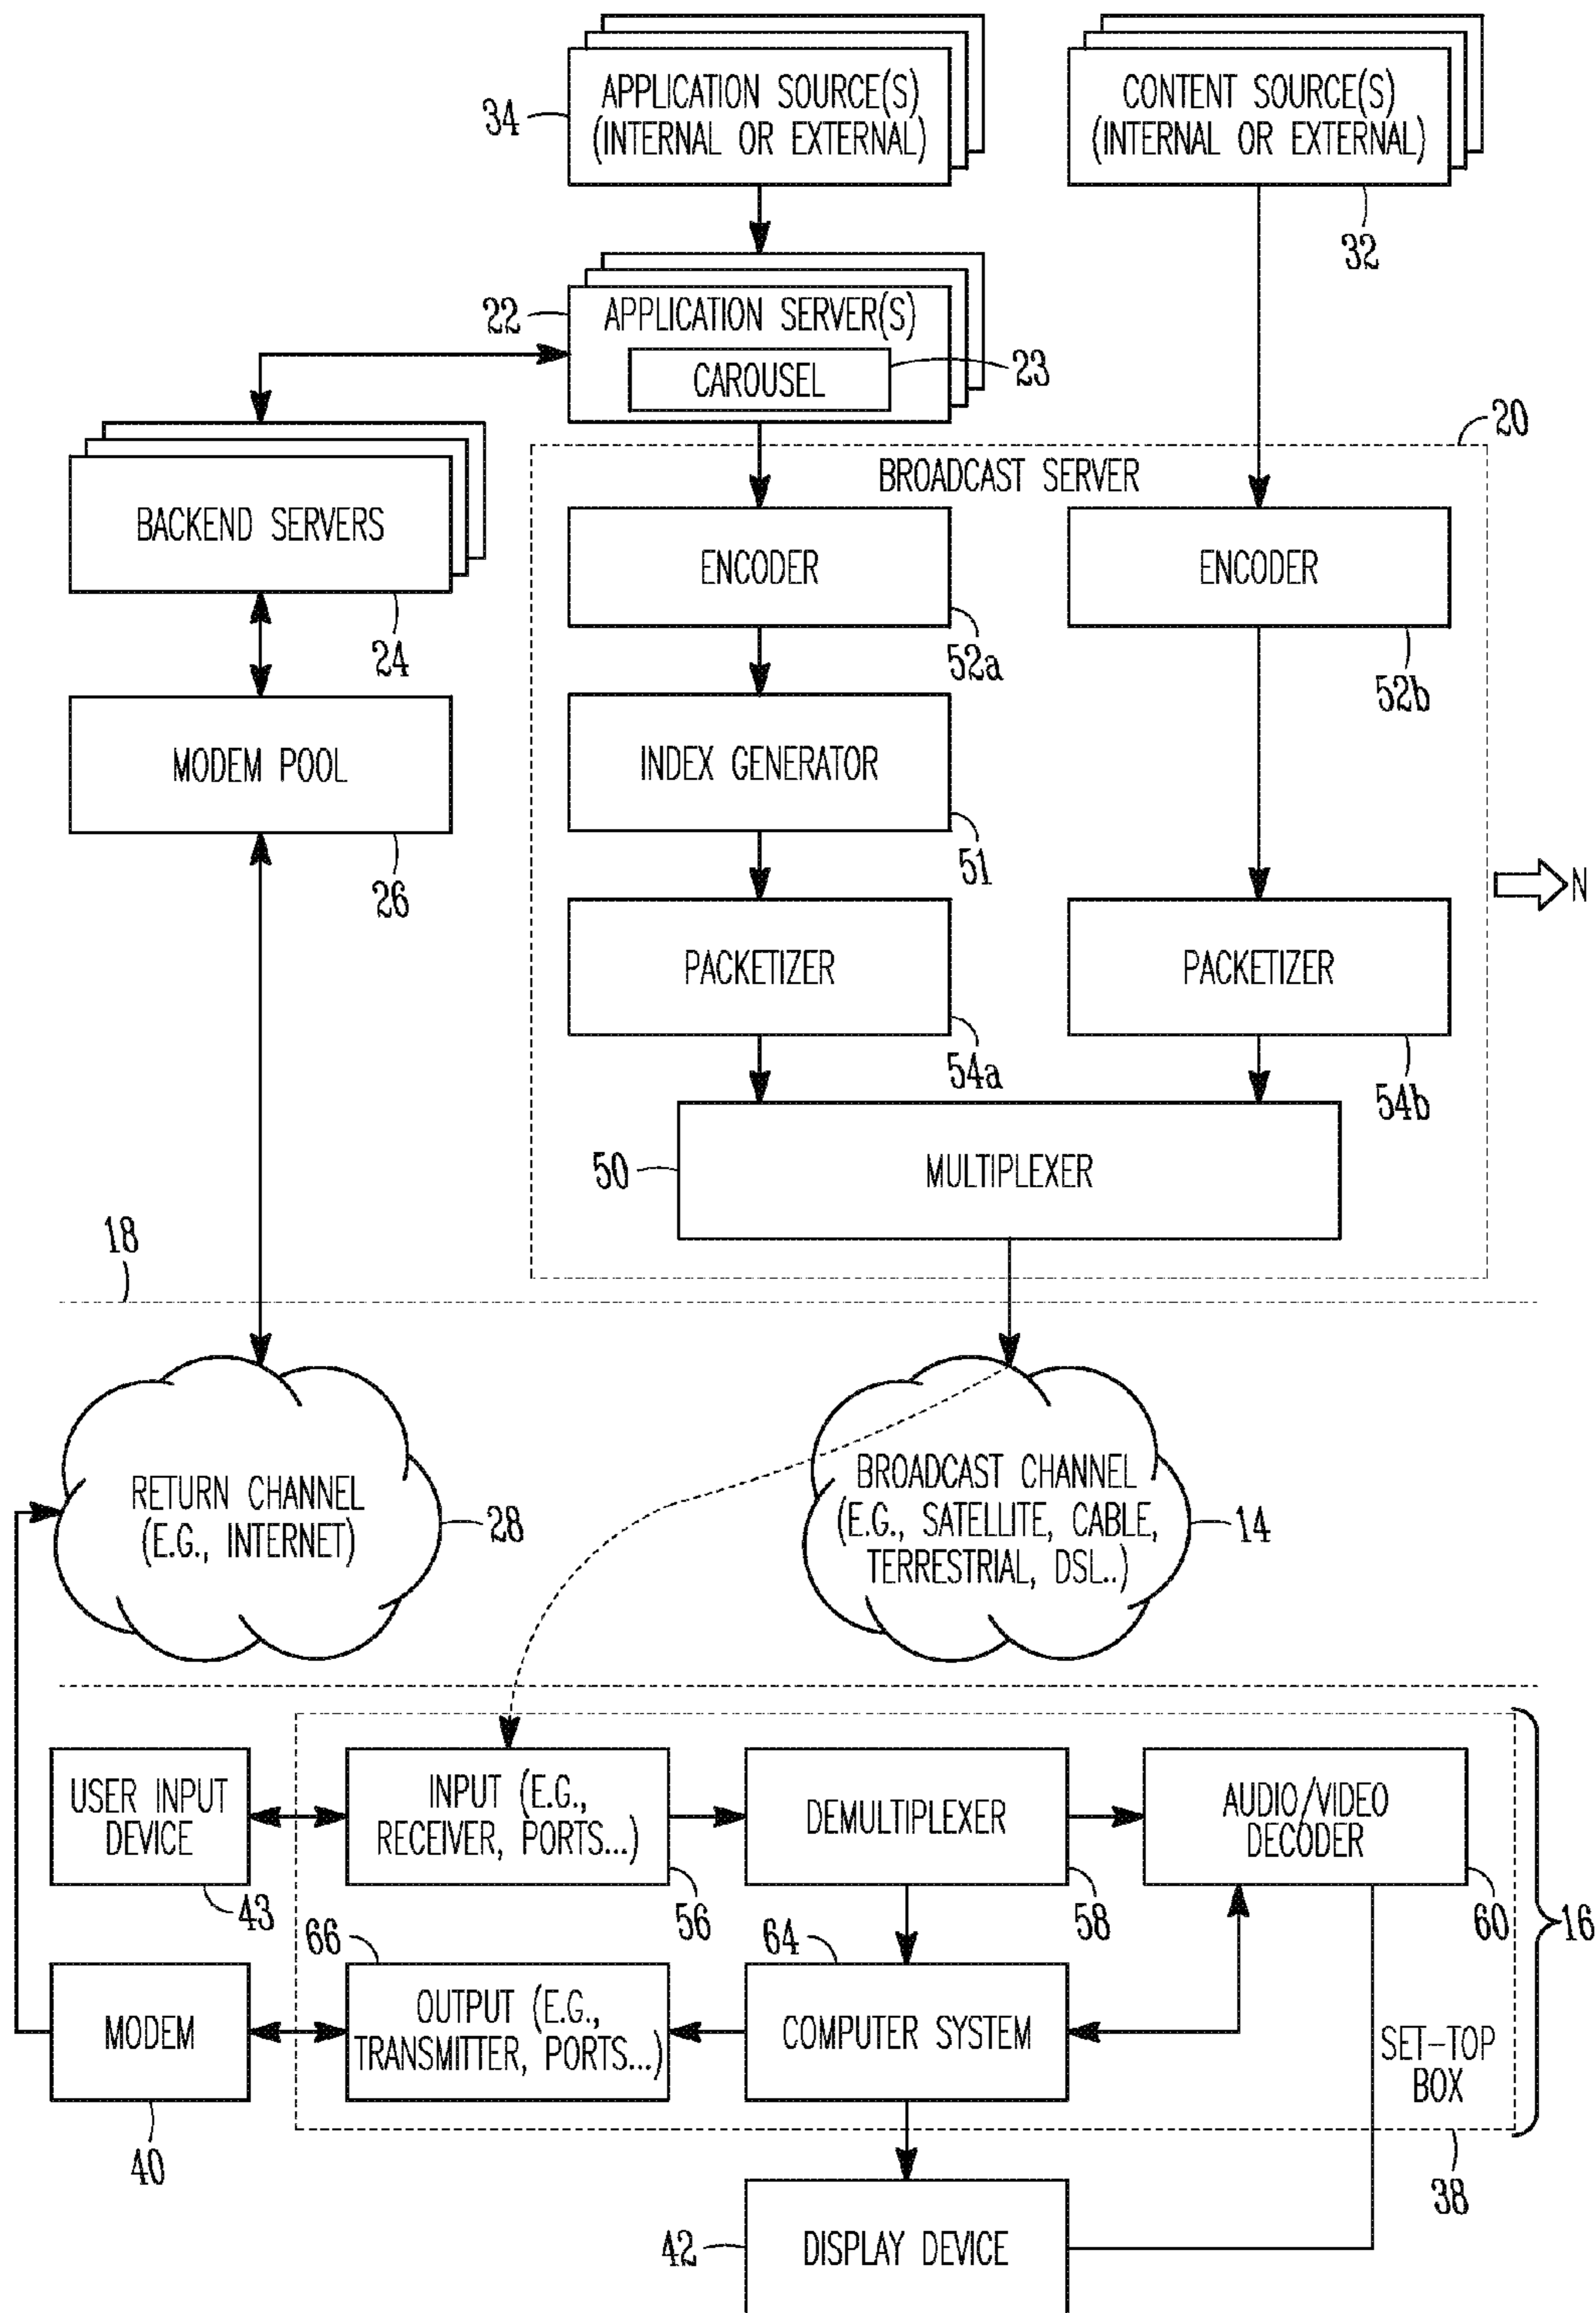 APPLICATION SOURCE(S)
(INTERNAL OR EXTERNAL)
34
CONTENT SOURCE(S)
(INTERNAL OR EXTERNAL)
32
22
APPLICATION SERVER(S)
CAROUSEL
23
20
BROADCAST SERVER
BACKEND SERVERS
24
ENCODER
52a
ENCODER
52b
MODEM POOL
26
INDEX GENERATOR
51
N
PACKETIZER
54a
PACKETIZER
54b
50
MULTIPLEXER
18
RETURN CHANNEL
(E.G., INTERNET)
28
BROADCAST CHANNEL
(E.G., SATELLITE, CABLE,
TERRESTRIAL, DSL..)
14
USER INPUT
DEVICE
43
INPUT (E.G.,
RECEIVER, PORTS...)
56
DEMULTIPLEXER
58
AUDIO/VIDEO
DECODER
60
16
MODEM
40
66
OUTPUT (E.G.,
TRANSMITTER, PORTS...)
64
COMPUTER SYSTEM
SET-TOP
BOX
38
42
DISPLAY DEVICE